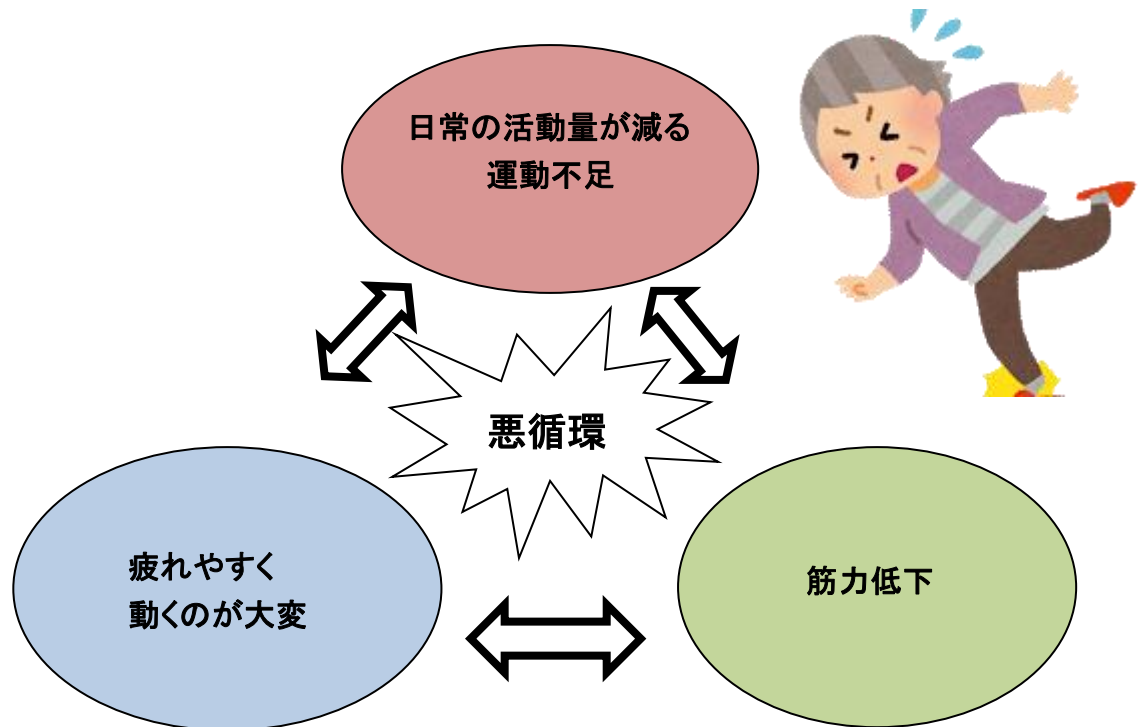 日常の活動量が減る
運動不足
悪循環
疲れやすく
動くのが大変
筋力低下